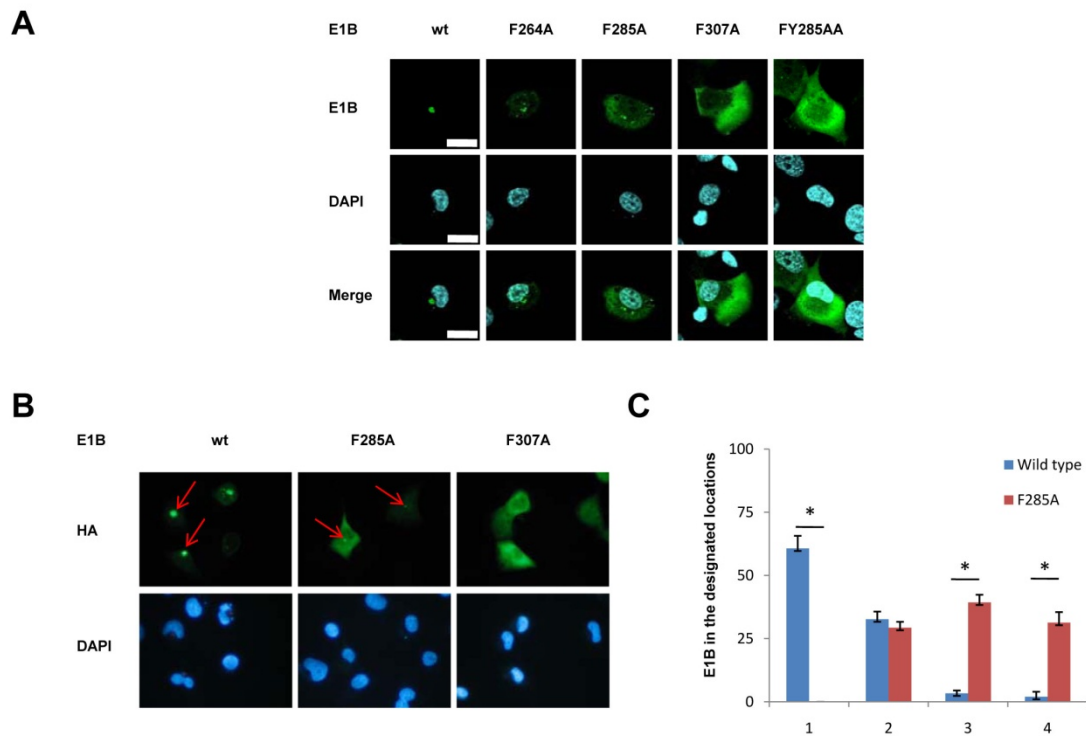 A
E1B wt F264A F285A F307A FY285AA
E1B
DAPI
Merge
B
E1B wt F285A F307A
HA
DAPI
C
E1B in the designated locations
100
75
50
25
0
Wild type
F285A
*
*
*
1 2 3 4